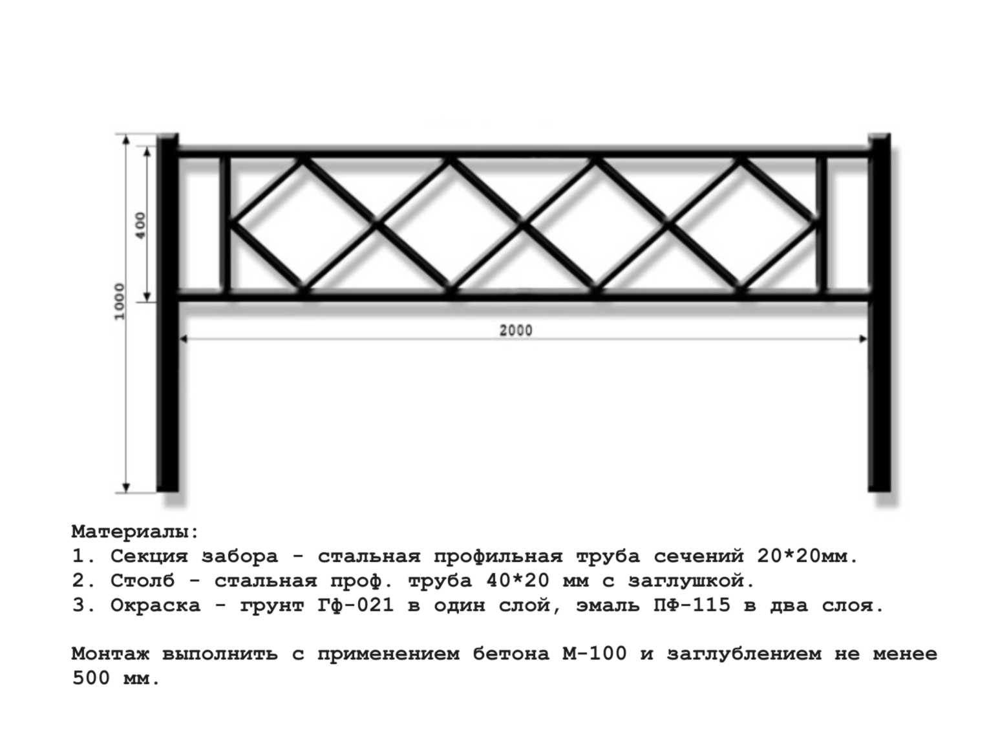 400
1000
2000
Материалы:
1. Секция забора - стальная профильная труба сечений 20*20мм.
2. Столб - стальная проф. труба 40*20 мм с заглушкой.
3. Окраска - грунт Гф-021 в один слой, эмаль ПФ-115 в два слоя.
Монтаж выполнить с применением бетона М-100 и заглублением не менее
500 мм.